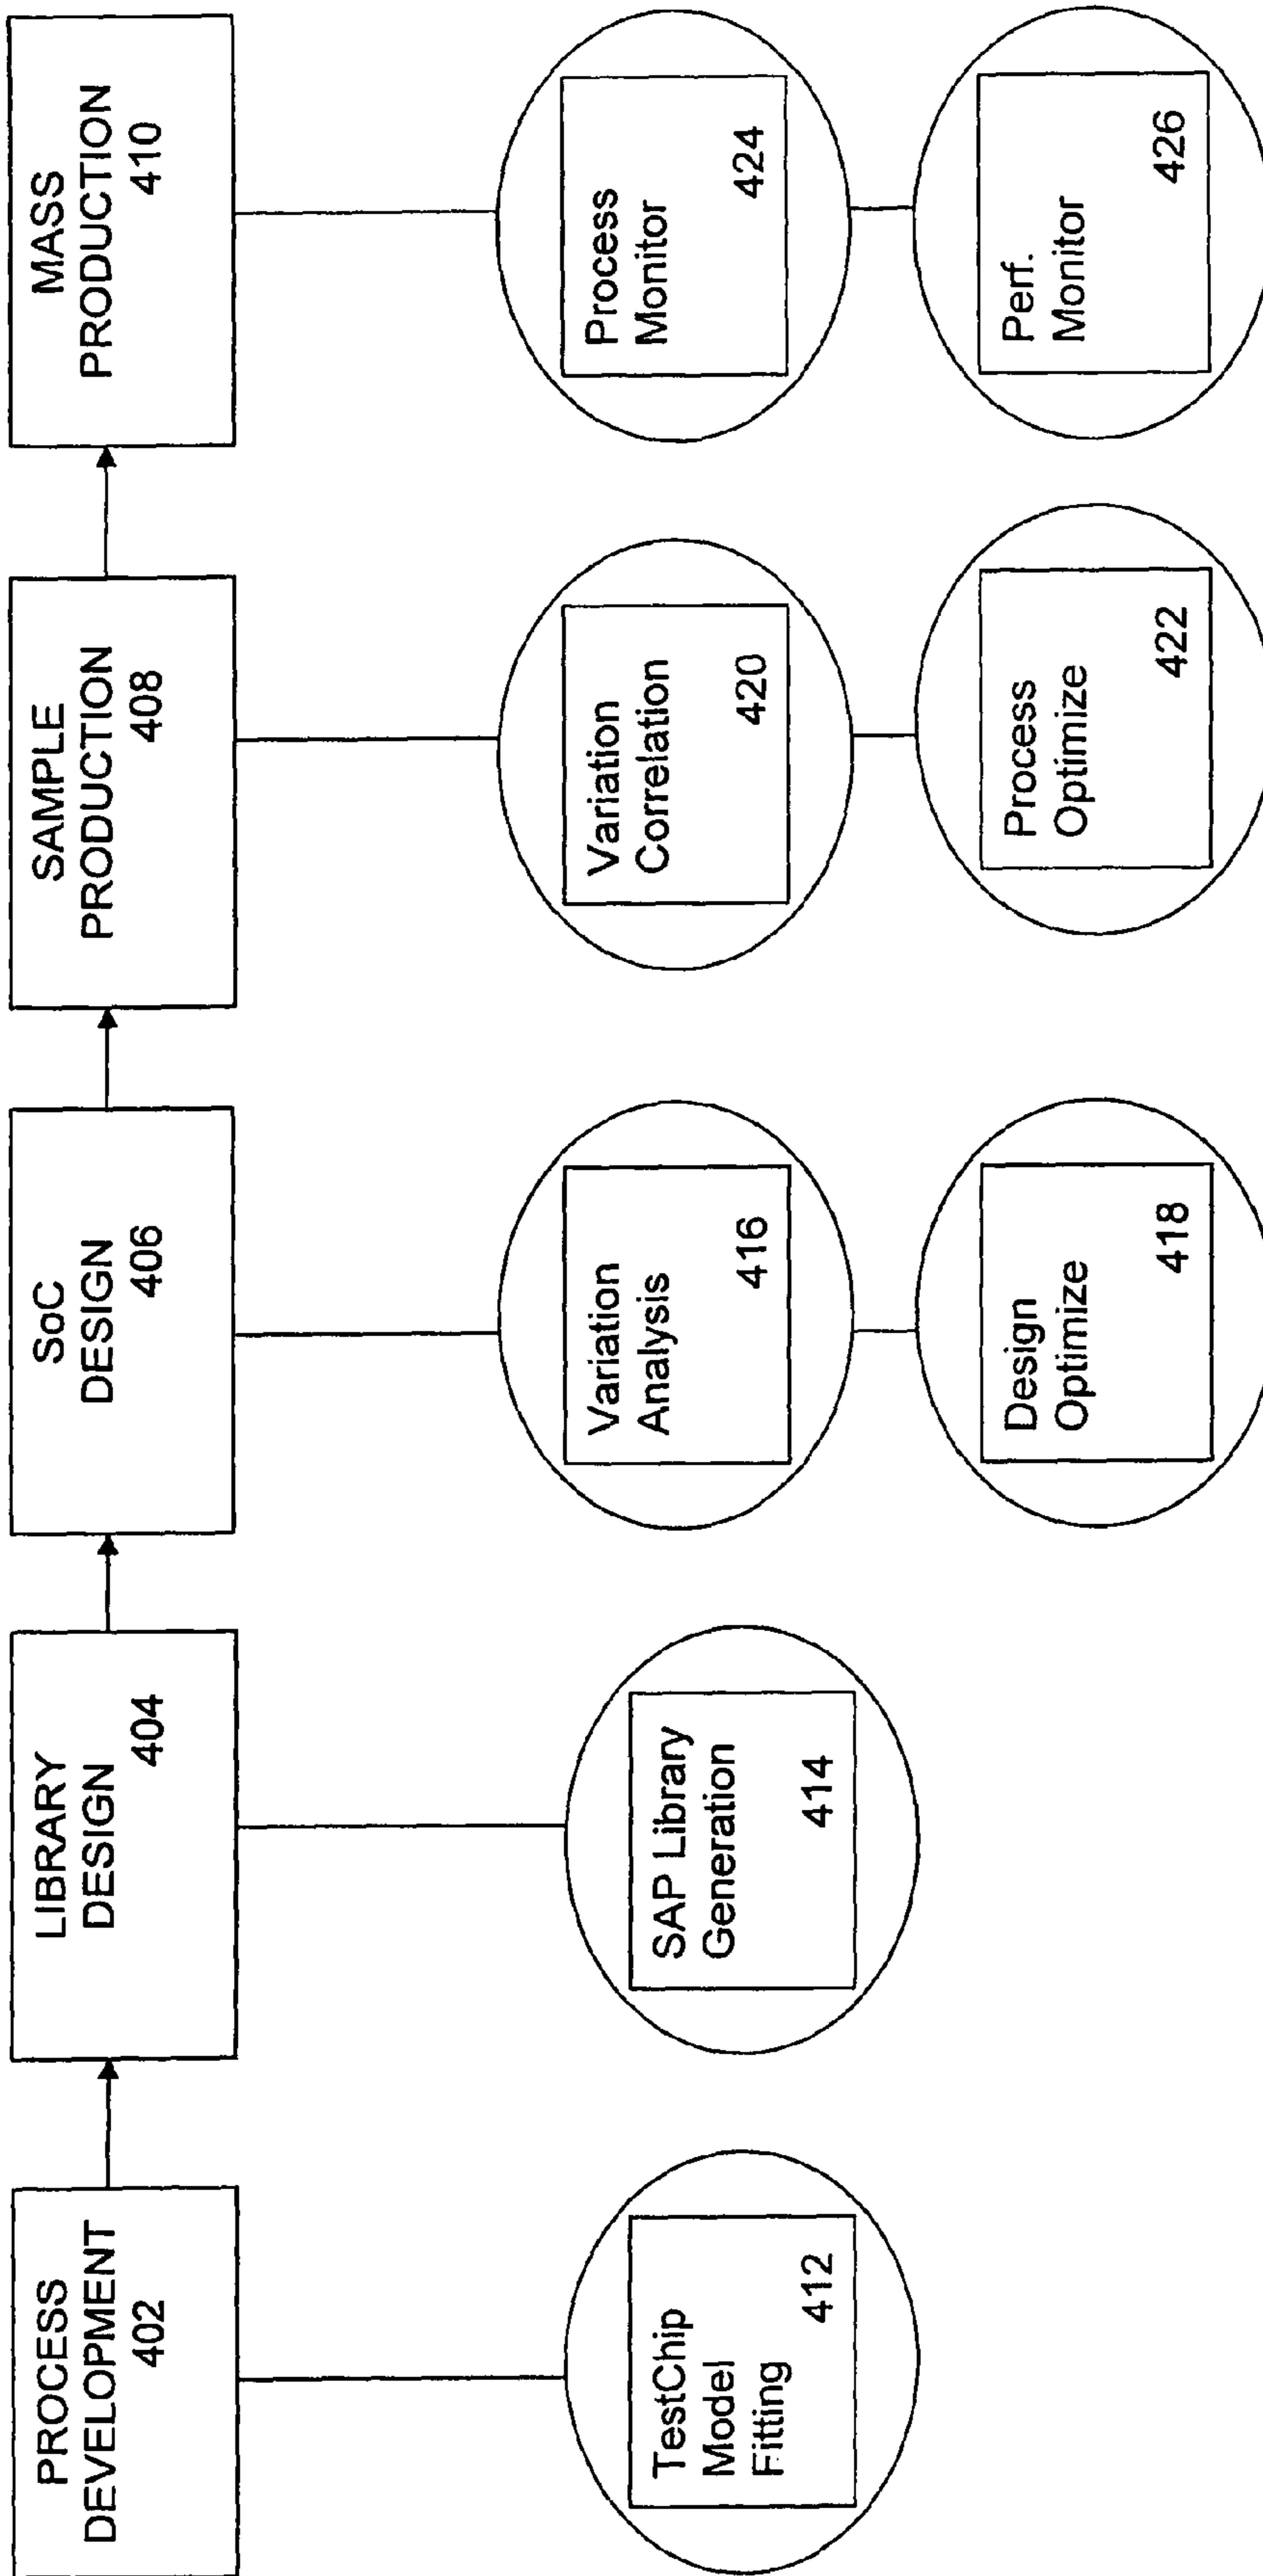 PROCESS
DEVELOPMENT
402
LIBRARY
DESIGN
404
SoC
DESIGN
406
SAMPLE
PRODUCTION
408
MASS
PRODUCTION
410
TestChip
Model
Fitting
412
SAP Library
Generation
414
Variation
Analysis
416
Design
Optimize
418
Variation
Correlation
420
Process
Optimize
422
Process
Monitor
424
Perf.
Monitor
426